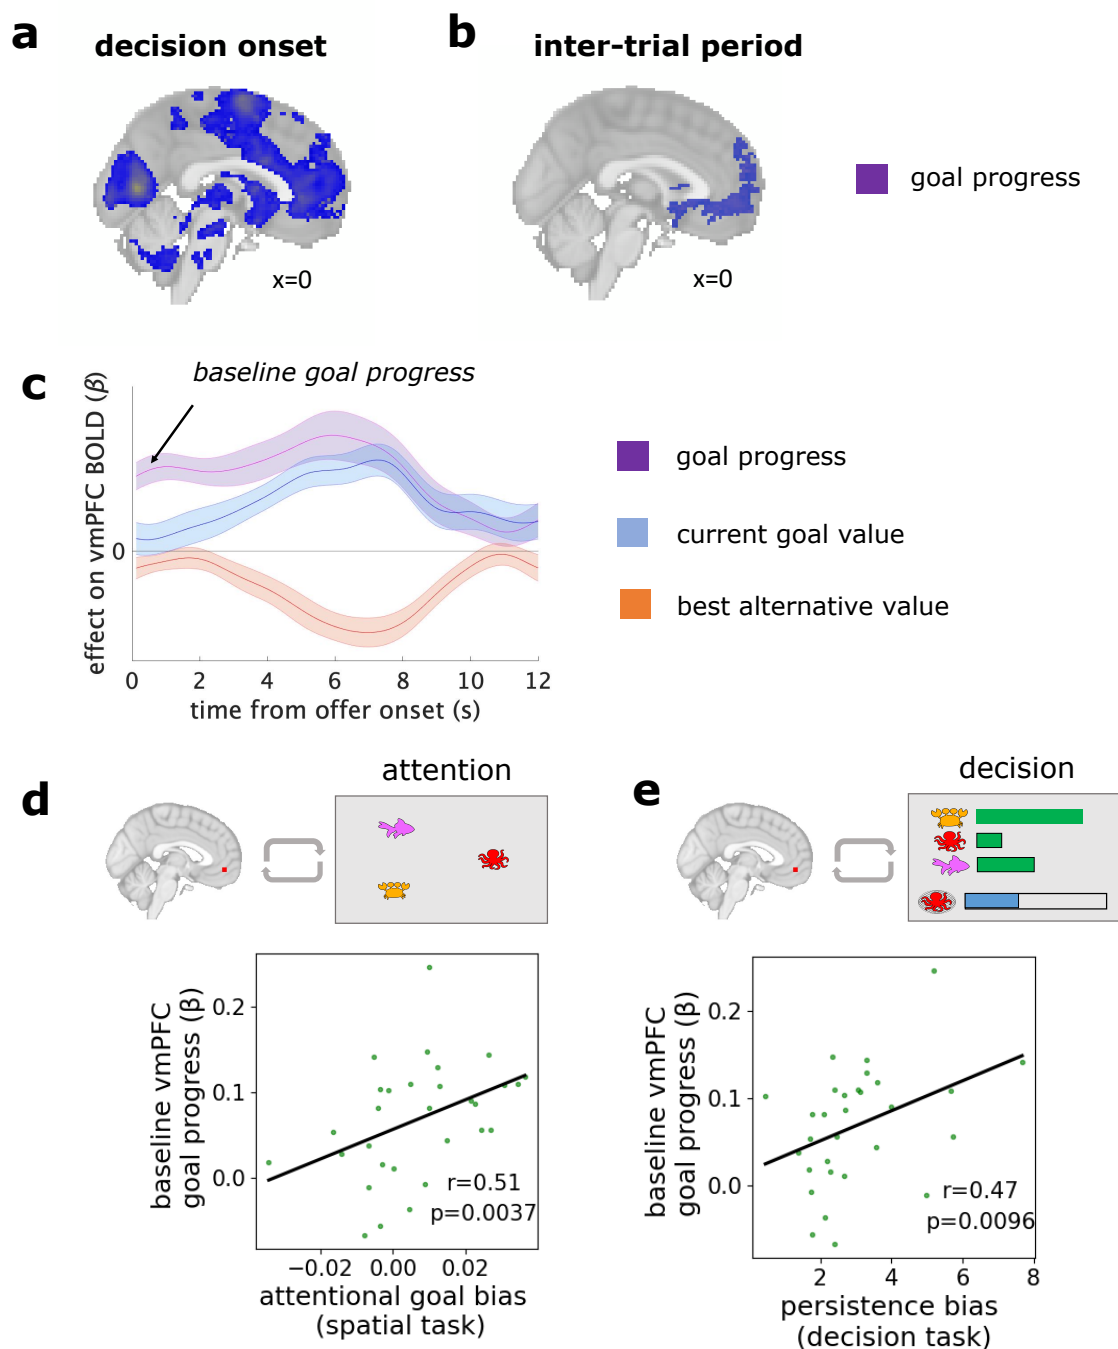 a
decision onset
x=0
b
inter-trial period
x=0
goal progress
c
baseline goal progress
effect on vmPFC BOLD (β)
0
0 2 4 6 8 10 12
time from offer onset (s)
goal progress
current goal value
best alternative value
d
attention
baseline vmPFC
goal progress (β)
0.2
0.1
0.0
r=0.51
p=0.0037
−0.02 0.00 0.02
attentional goal bias
(spatial task)
e
decision
baseline vmPFC
goal progress (β)
0.2
0.1
0.0
r=0.47
p=0.0096
2 4 6 8
persistence bias
(decision task)